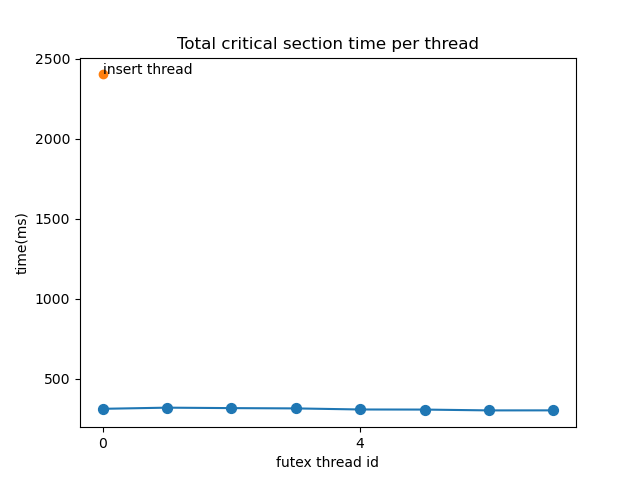 Total critical section time per thread
2500
insert thread
2000
1500
time(ms)
1000
500
0
4
futex thread id